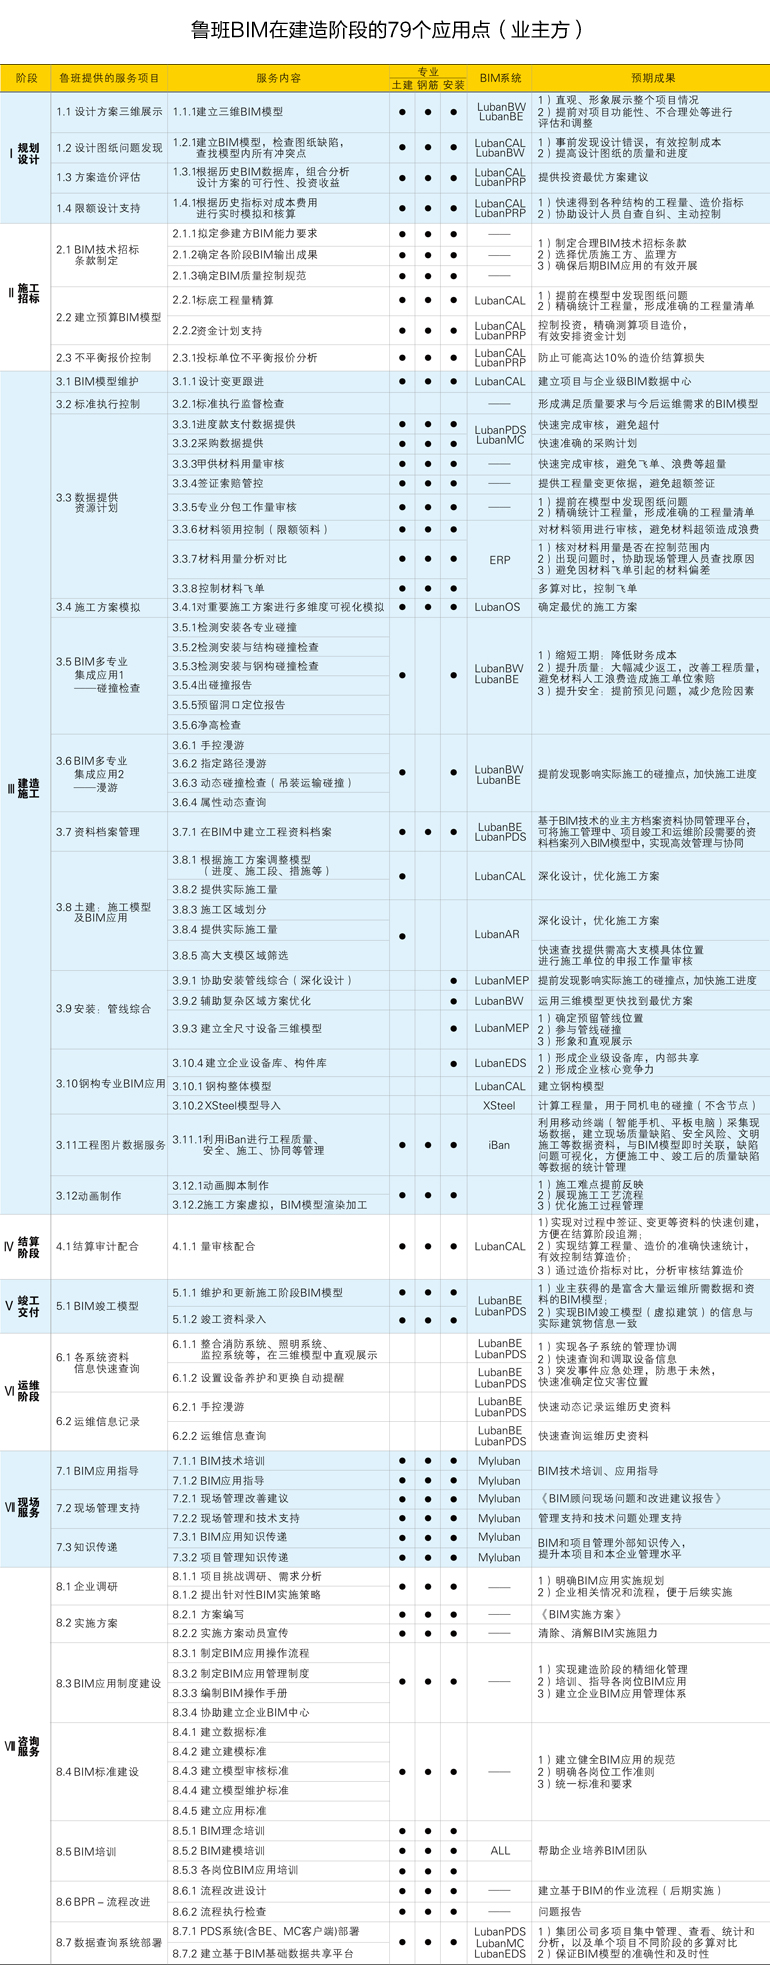 鲁班BIM在建造阶段的79个应用点（业主方）
阶段 鲁班提供的服务项目 服务内容 专业 BIM系统 预期成果
土建 钢筋 安装
Ⅰ 规划
设计
1.1 设计方案三维展示 1.1.1建立三维BIM模型 ● ● ● LubanBW
LubanBE
1）直观、形象展示整个项目情况
2）提前对项目功能性、不合理处等进行
评估和调整
1.2 设计图纸问题发现 1.2.1建立BIM模型，检查图纸缺陷，
查找模型内所有冲突点
● ● ● LubanCAL
LubanBW
1）事前发现设计错误，有效控制成本
2）提高设计图纸的质量和进度
1.3 方案造价评估 1.3.1根据历史BIM数据库，组合分析
设计方案的可行性、投资收益
● ● ● LubanCAL
LubanPRP
提供投资最优方案建议
1.4 限额设计支持 1.4.1根据历史指标对成本费用
进行实时模拟和核算
● ● ● LubanCAL
LubanPRP
1）快速得到各种结构的工程量、造价指标
2）协助设计人员自查自纠、主动控制
Ⅱ 施工
招标
2.1 BIM技术招标
条款制定
2.1.1拟定参建方BIM能力要求 ● ● ● ——
2.1.2确定各阶段BIM输出成果 ● ● ● ——
2.1.3确定BIM质量控制规范 ● ● ● ——
1）制定合理BIM技术招标条款
2）选择优质施工方、监理方
3）确保后期BIM应用的有效开展
2.2 建立预算BIM模型
2.2.1标底工程量精算 ● ● ● LubanCAL
1）提前在模型中发现图纸问题
2）精确统计工程量，形成准确的工程量清单
2.2.2资金计划支持 ● ● ● LubanCAL
LubanPRP
控制投资，精确测算项目造价，
有效安排资金计划
2.3 不平衡报价控制 2.3.1投标单位不平衡报价分析 ● ● ● LubanCAL
LubanPRP
防止可能高达10%的造价结算损失
Ⅲ 建造
施工
3.1 BIM模型维护 3.1.1设计变更跟进 ● ● ● LubanCAL 建立项目与企业级BIM数据中心
3.2 标准执行控制 3.2.1标准执行监督检查 —— 形成满足质量要求与今后运维需求的BIM模型
3.3 数据提供
资源计划
3.3.1进度款支付数据提供 ● ● ● 快速完成审核，避免超付
LubanPDS
LubanMC
3.3.2采购数据提供 ● ● ● 快速准确的采购计划
3.3.3甲供材料用量审核 ● ● ● —— 快速完成审核，避免飞单、浪费等超量
3.3.4签证索赔管控 ● ● ● —— 提供工程量变更依据，避免超额签证
3.3.5专业分包工作量审核 ● ● ● ——
1）提前在模型中发现图纸问题
2）精确统计工程量，形成准确的工程量清单
3.3.6材料领用控制（限额领料） ● ● ● 对材料领用进行审核，避免材料超领造成浪费
3.3.7材料用量分析对比 ● ● ● ERP
1）核对材料用量是否在控制范围内
2）出现问题时，协助现场管理人员查找原因
3）避免因材料飞单引起的材料偏差
3.3.8控制材料飞单 ● ● ● 多算对比，控制飞单
3.4 施工方案模拟 3.4.1对重要施工方案进行多维度可视化模拟 ● ● ● LubanOS 确定最优的施工方案
3.5 BIM多专业
集成应用1
——碰撞检查
3.5.1检测安装各专业碰撞
3.5.2检测安装与结构碰撞检查
3.5.3检测安装与钢构碰撞检查
3.5.4出碰撞报告
3.5.5预留洞口定位报告
3.5.6净高检查
● ● LubanBW
LubanBE
1）缩短工期：降低财务成本
2）提升质量：大幅减少返工，改善工程质量，
避免材料人工浪费造成施工单位索赔
3）提升安全：提前预见问题，减少危险因素
3.6 BIM多专业
集成应用2
——漫游
3.6.1 手控漫游
3.6.2 指定路径漫游
3.6.3 动态碰撞检查（吊装运输碰撞）
3.6.4 属性动态查询
● ● LubanBW
LubanBE
提前发现影响实际施工的碰撞点，加快施工进度
3.7 资料档案管理 3.7.1 在BIM中建立工程资料档案 ● ● ● LubanBE
LubanPDS
基于BIM技术的业主方档案资料协同管理平台，
可将施工管理中、项目竣工和运维阶段需要的资
料档案列入BIM模型中，实现高效管理与协同
3.8 土建：施工模型
及BIM应用
3.8.1 根据施工方案调整模型
（进度、施工段、措施等）
3.8.2 提供实际施工量
● LubanCAL 深化设计，优化施工方案
3.8.3 施工区域划分
3.8.4 提供实际施工量
3.8.5 高大支模区域筛选
● LubanAR
深化设计，优化施工方案
快速查找提供需高大支模具体位置
进行施工单位的申报工作量审核
3.9 安装：管线综合
3.9.1 协助安装管线综合（深化设计） ● LubanMEP 提前发现影响实际施工的碰撞点，加快施工进度
3.9.2 辅助复杂区域方案优化 ● LubanBW 运用三维模型更快找到最优方案
3.9.3 建立全尺寸设备三维模型 ● LubanMEP
1）确定预留管线位置
2）参与管线碰撞
3）形象和直观展示
3.10钢构专业BIM应用
3.10.4 建立企业设备库、构件库 ● LubanEDS
1）形成企业级设备库，内部共享
2）形成企业核心竞争力
3.10.1 钢构整体模型 LubanCAL 建立钢构模型
3.10.2 XSteel模型导入 XSteel 计算工程量，用于同机电的碰撞（不含节点）
3.11工程图片数据服务 3.11.1利用iBan进行工程质量、
安全、施工、协同等管理
● ● ● iBan
利用移动终端（智能手机、平板电脑）采集现
场数据，建立现场质量缺陷、安全风险、文明
施工等数据资料，与BIM模型即时关联，缺陷
问题可视化，方便施工中、竣工后的质量缺陷
等数据的统计管理
3.12动画制作
3.12.1动画脚本制作
3.12.2施工方案虚拟，BIM模型渲染加工
● ● ●
1）施工难点提前反映
2）展现施工工艺流程
3）优化施工过程管理
Ⅳ 结算
阶段
4.1结算审计配合 4.1.1 量审核配合 ● ● ● LubanCAL
1)实现对过程中签证、变更等资料的快速创建，
方便在结算阶段追溯；
2）实现结算工程量、造价的准确快速统计，
有效控制结算造价；
3）通过造价指标对比，分析审核结算造价
Ⅴ 竣工
交付
5.1 BIM竣工模型
5.1.1 维护和更新施工阶段BIM模型 ● ● ●
5.1.2 竣工资料录入 ● ● ●
LubanBE
LubanPDS
1）业主获得的是富含大量运维所需数据和资
料的BIM模型；
2）实现BIM竣工模型（虚拟建筑）的信息与
实际建筑物信息一致
Ⅵ 运维
阶段
6.1 各系统资料
信息快速查询
6.1.1 整合消防系统、照明系统、
监控系统等，在三维模型中直观展示
LubanBE
LubanPDS
6.1.2 设置设备养护和更换自动提醒 LubanBE
LubanPDS
1）实现各子系统的管理协调
2）快速查询和调取设备信息
3）突发事件应急处理，防患于未然，
快速准确定位灾害位置
6.2 运维信息记录
6.2.1 手控漫游 LubanBE
LubanPDS
快速动态记录运维历史资料
6.2.2 运维信息查询 LubanBE
LubanPDS
快速查询运维历史资料
Ⅶ 现场
服务
7.1 BIM应用指导
7.1.1 BIM技术培训 ● ● ● Myluban
7.1.2 BIM应用指导 ● ● ● Myluban
BIM技术培训、应用指导
7.2 现场管理支持
7.2.1 现场管理改善建议 ● ● ● Myluban 《BIM顾问现场问题和改进建议报告》
7.2.2 现场管理和技术支持 ● ● ● Myluban 管理支持和技术问题处理支持
7.3 知识传递
7.3.1 BIM应用知识传递 ● ● ● Myluban
7.3.2 项目管理知识传递 ● ● ● Myluban
BIM和项目管理外部知识传入，
提升本项目和本企业管理水平
Ⅷ 咨询
服务
8.1 企业调研
8.1.1 项目挑战调研、需求分析
8.1.2 提出针对性BIM实施策略
● ● ● ——
1）明确BIM应用实施规划
2）企业相关情况和流程，便于后续实施
8.2 实施方案
8.2.1 方案编写 ● ● ● —— 《BIM实施方案》
8.2.2 实施方案动员宣传 ● ● ● —— 清除、消解BIM实施阻力
8.3 BIM应用制度建设
8.3.1 制定BIM应用操作流程
8.3.2 制定BIM应用管理制度
8.3.3 编制BIM操作手册
8.3.4 协助建立企业BIM中心
● ● ● ——
1）实现建造阶段的精细化管理
2）培训、指导各岗位BIM应用
3）建立企业BIM应用管理体系
8.4 BIM标准建设
8.4.1 建立数据标准
8.4.2 建立建模标准
8.4.3 建立模型审核标准
8.4.4 建立模型维护标准
8.4.5 建立应用标准
● ● ● ——
1）建立健全BIM应用的规范
2）明确各岗位工作准则
3）统一标准和要求
8.5 BIM培训
8.5.1 BIM理念培训 ● ● ●
8.5.2 BIM建模培训 ● ● ● ALL 帮助企业培养BIM团队
8.5.3 各岗位BIM应用培训 ● ● ●
8.6 BPR – 流程改进
8.6.1 流程改进设计 ● ● ● —— 建立基于BIM的作业流程（后期实施）
8.6.2 流程执行检查 ● ● ● —— 问题报告
8.7 数据查询系统部署
8.7.1 PDS系统(含BE、MC客户端)部署
8.7.2 建立基于BIM基础数据共享平台
● ● ● LubanPDS
LubanMC
LubanEDS
1）集团公司多项目集中管理、查看、统计和
分析，以及单个项目不同阶段的多算对比
2）保证BIM模型的准确性和及时性